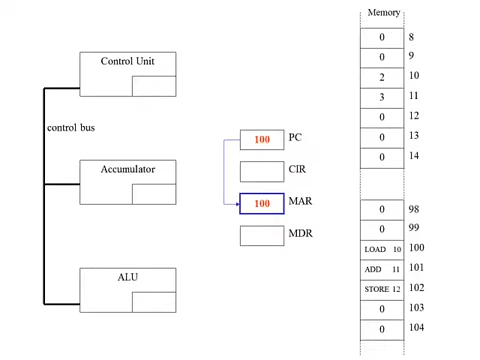 Memory
0 8
0 9
2 10
3 11
0 12
0 13
0 14
Control Unit
control bus
100 PC
CIR
Accumulator
100 MAR
MDR
0 98
0 99
LOAD 10 100
ADD 11 101
STORE 12 102
0 103
0 104
ALU